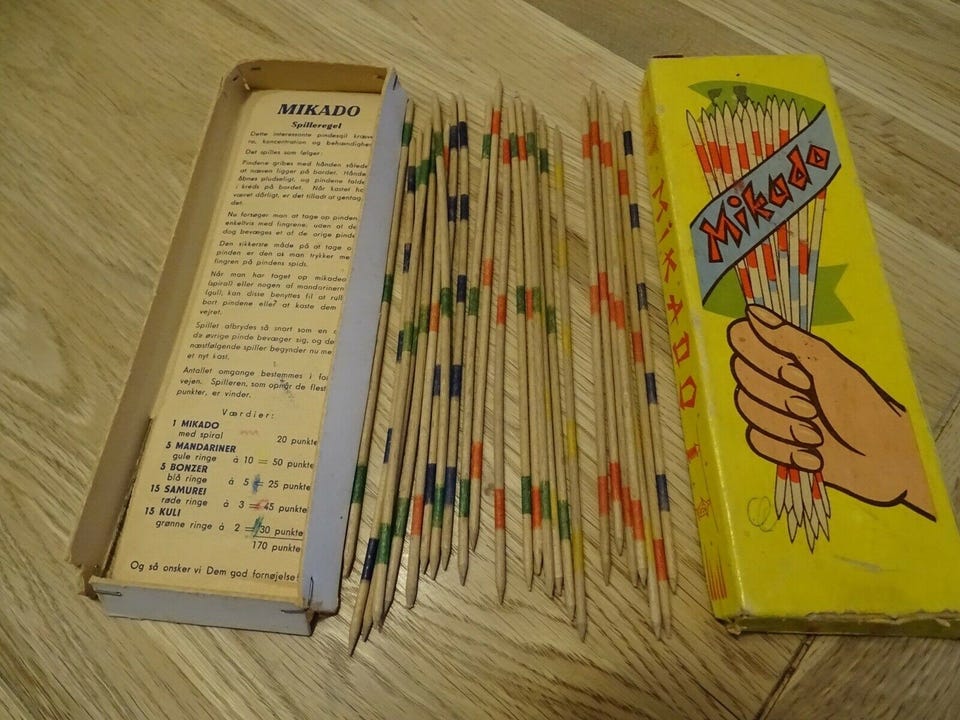 MIKADO
Spilleregel
Dette interessante pindespil kræve
re, koncentration og behændighe
Det spilles som følger:
Pindene gribes med hånden således
at næven ligger på bordet. Hånde
åbnes pludseligt, og pindene falde
i kreds på bordet. Når kastet ha
været dårligt, er det tilladt at gentag
det.
Nu forsøger man at tage op pinden
enkeltvis med fingrene, uden at de
dog bevæges et af de øvrige pinde
Den sikkerste måde på at tage o
pinden er den at man trykker me
fingren på pindens spids.
Når man har taget op mikadoe
(spiral) eller nogen af mandarinern
(gul), kan disse benyttes til at rull
bort pindene eller at kaste dem
vejret.
Spillet afbrydes så snart som en a
de øvrige pinde bevæger sig, og de
næstfølgende spiller begynder nu me
et nyt kast.
Antallet omgange bestemmes i for
vejen. Spilleren, som opnår de flest
punkter, er vinder.
Værdier:
1 MIKADO
med spiral 20 punkte
5 MANDARINER
gule ringe à 10 = 50 punkte
5 BONZER
blå ringe à 5 = 25 punkte
15 SAMUREI
røde ringe à 3 = 45 punkte
15 KULI
grønne ringe à 2 = 30 punkte
170 punkte
Og så ønsker vi Dem god fornøjelse!
MIKADO
Mikado